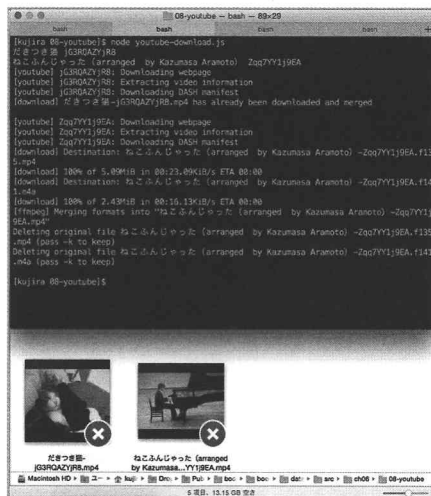 08-youtube — bash — 89×29
bash bash bash bash +
[kujira 08-youtube]$ node youtube-download.js
だきつき猫 jG3RQAZYjR8
ねこふんじゃった (arranged  by Kazumasa Aramoto)  Zqq7YY1j9EA
[youtube] jG3RQAZYjR8: Downloading webpage
[youtube] jG3RQAZYjR8: Extracting video information
[youtube] jG3RQAZYjR8: Downloading DASH manifest
[download] だきつき猫-jG3RQAZYjR8.mp4 has already been downloaded and merged
[youtube] Zqq7YY1j9EA: Downloading webpage
[youtube] Zqq7YY1j9EA: Extracting video information
[youtube] Zqq7YY1j9EA: Downloading DASH manifest
[download] Destination: ねこふんじゃった (arranged  by Kazumasa Aramoto) -Zqq7YY1j9EA.f13
5.mp4
[download] 100% of 5.09MiB in 00:23.09KiB/s ETA 00:00
[download] Destination: ねこふんじゃった (arranged  by Kazumasa Aramoto) -Zqq7YY1j9EA.f14
1.m4a
[download] 100% of 2.43MiB in 00:16.13KiB/s ETA 00:00
[ffmpeg] Merging formats into "ねこふんじゃった (arranged  by Kazumasa Aramoto) -Zqq7YY1j
9EA.mp4"
Deleting original file ねこふんじゃった (arranged  by Kazumasa Aramoto) -Zqq7YY1j9EA.f135
.mp4 (pass -k to keep)
Deleting original file ねこふんじゃった (arranged  by Kazumasa Aramoto) -Zqq7YY1j9EA.f141
.m4a (pass -k to keep)
[kujira 08-youtube]$
だきつき猫-
jG3RQAZYjR8.mp4
ねこふんじゃった (arranged
by Kazumasa...YY1j9EA.mp4
Macintosh HD ▸ ユー ▸ kuji ▸ Dro ▸ Pub ▸ boo ▸ boo ▸ date ▸ src ▸ ch06 ▸ 08-youtube
5 項目、13.15 GB 空き